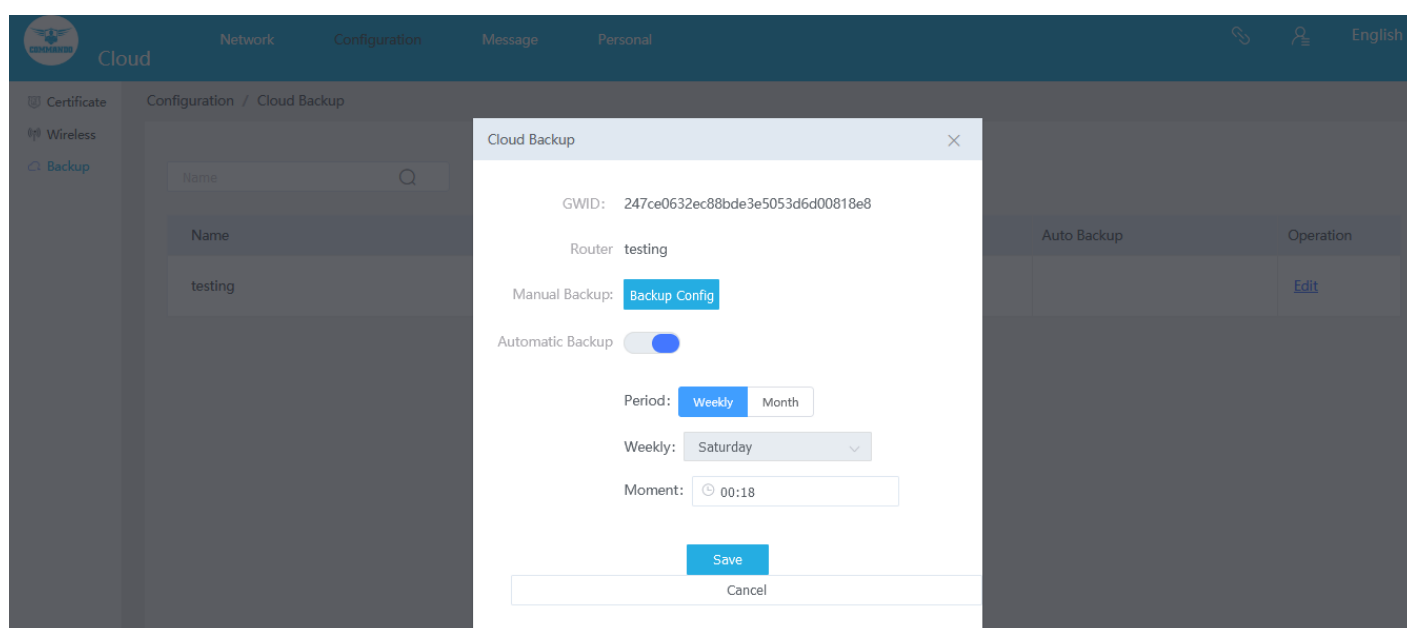 COMMANDO
Cloud
Network
Configuration
Message
Personal
English
Certificate
Wireless
Backup
Configuration / Cloud Backup
Name
Name
Auto Backup
Operation
testing
Edit
Cloud Backup
GWID: 247ce0632ec88bde3e5053d6d00818e8
Router testing
Manual Backup: Backup Config
Automatic Backup
Period: Weekly Month
Weekly: Saturday
Moment: 00:18
Save
Cancel